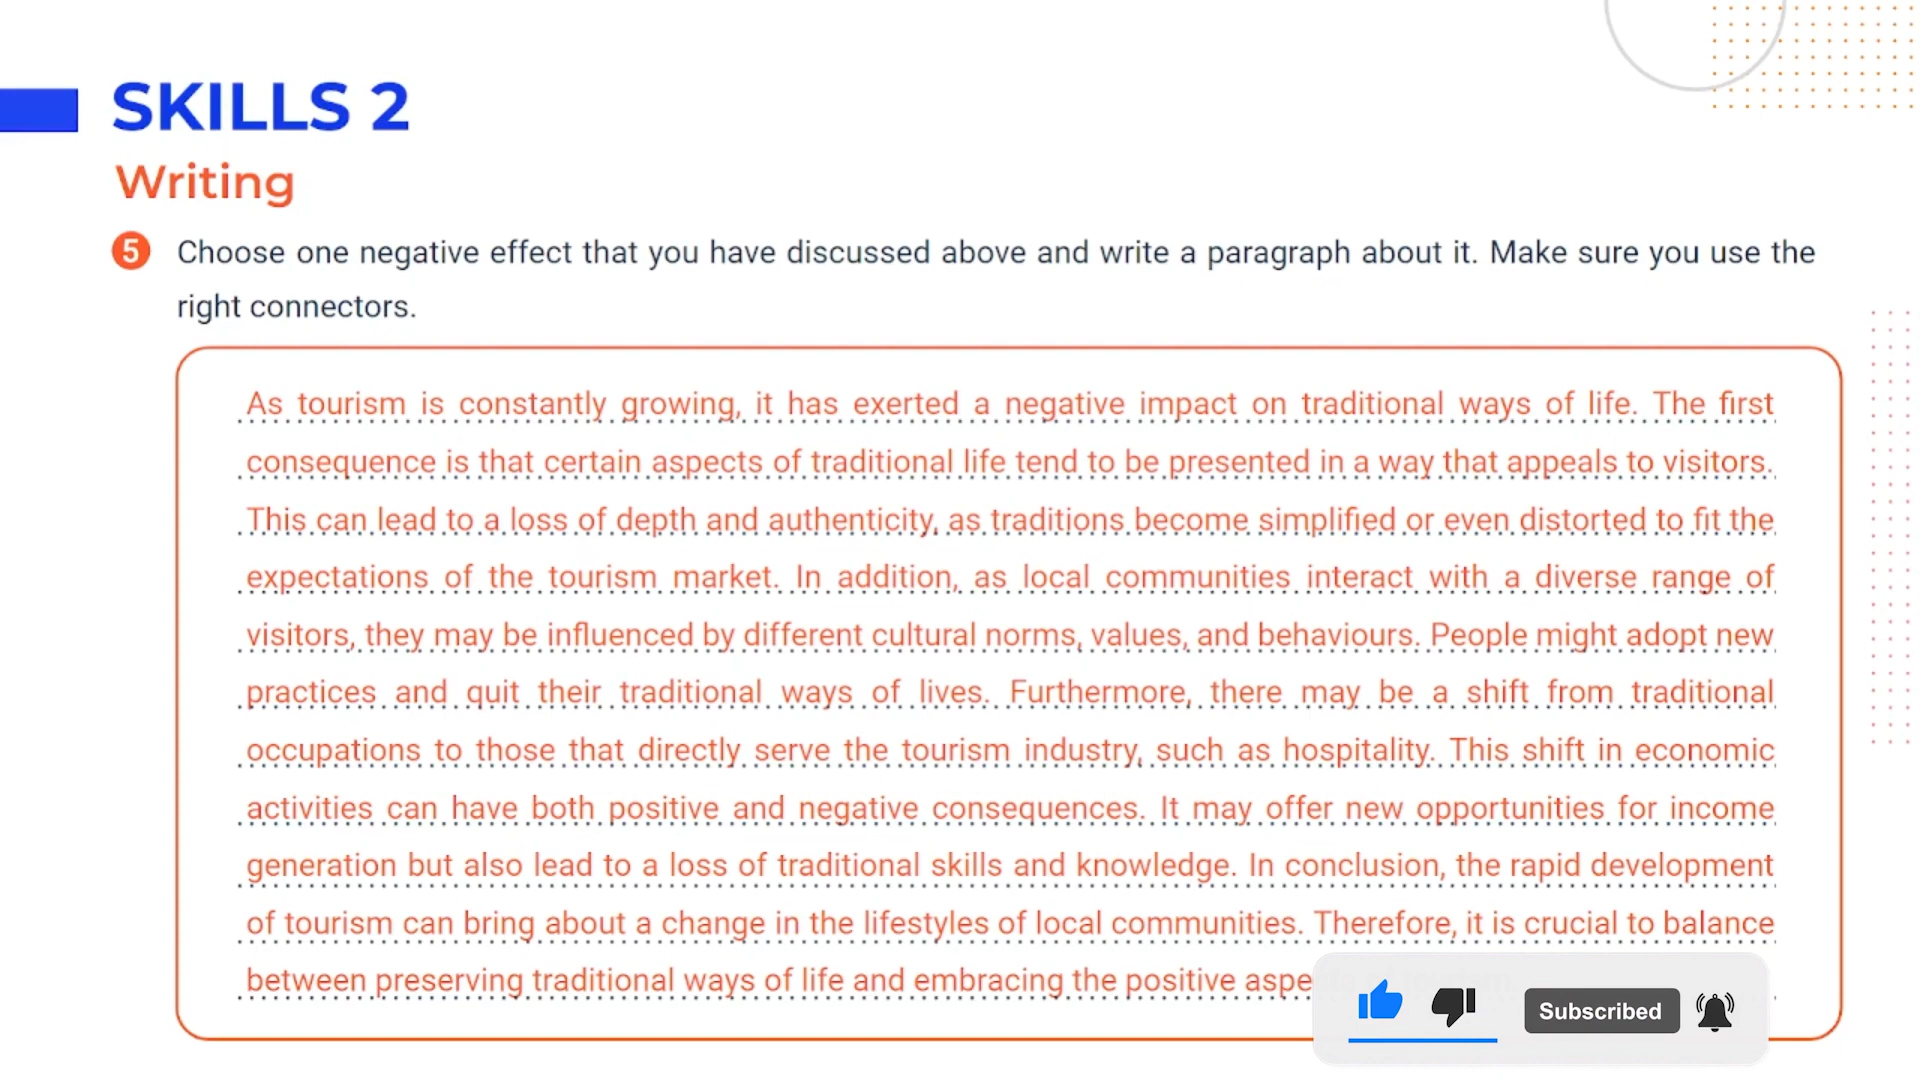 SKILLS 2
Writing
5 Choose one negative effect that you have discussed above and write a paragraph about it. Make sure you use the
right connectors.
As tourism is constantly growing, it has exerted a negative impact on traditional ways of life. The first
consequence is that certain aspects of traditional life tend to be presented in a way that appeals to visitors.
This can lead to a loss of depth and authenticity, as traditions become simplified or even distorted to fit the
expectations of the tourism market. In addition, as local communities interact with a diverse range of
visitors, they may be influenced by different cultural norms, values, and behaviours. People might adopt new
practices and quit their traditional ways of lives. Furthermore, there may be a shift from traditional
occupations to those that directly serve the tourism industry, such as hospitality. This shift in economic
activities can have both positive and negative consequences. It may offer new opportunities for income
generation but also lead to a loss of traditional skills and knowledge. In conclusion, the rapid development
of tourism can bring about a change in the lifestyles of local communities. Therefore, it is crucial to balance
between preserving traditional ways of life and embracing the positive
Subscribed